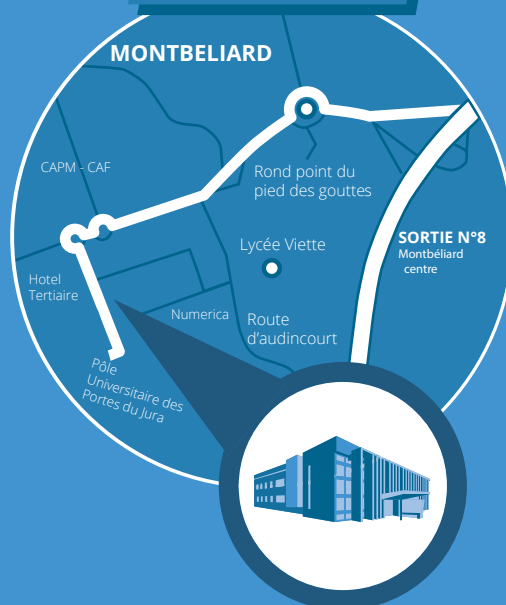 MONTBELIARD
CAPM - CAF
Rond point du
pied des gouttes
Lycée Viette
SORTIE N°8
Montbéliard
centre
Hotel
Tertiaire
Numerica
Route
d’audincourt
Pôle
Universitaire des
Portes du Jura